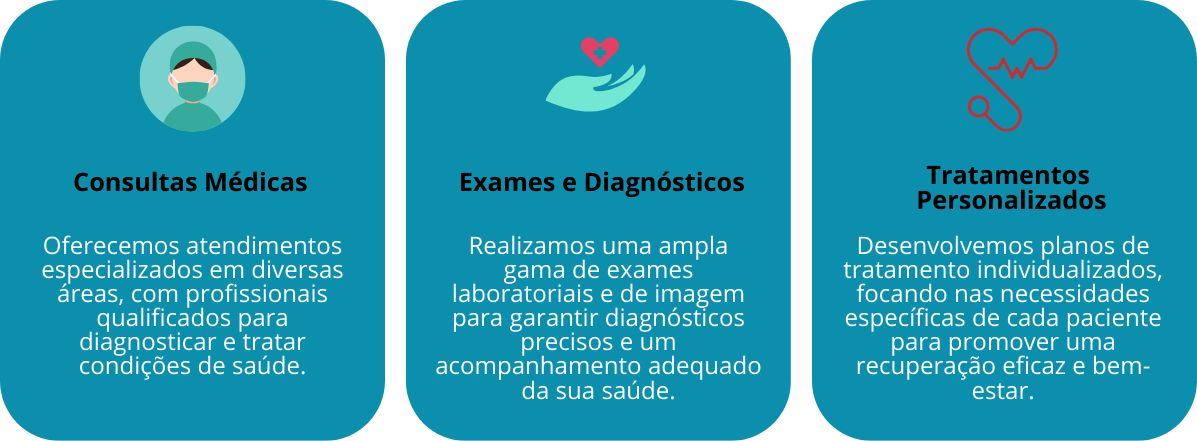 Consultas Médicas
Oferecemos atendimentos
especializados em diversas
áreas, com profissionais
qualificados para
diagnosticar e tratar
condições de saúde.
Exames e Diagnósticos
Realizamos uma ampla
gama de exames
laboratoriais e de imagem
para garantir diagnósticos
precisos e um
acompanhamento adequado
da sua saúde.
Tratamentos
Personalizados
Desenvolvemos planos de
tratamento individualizados,
focando nas necessidades
específicas de cada paciente
para promover uma
recuperação eficaz e bem-
estar.